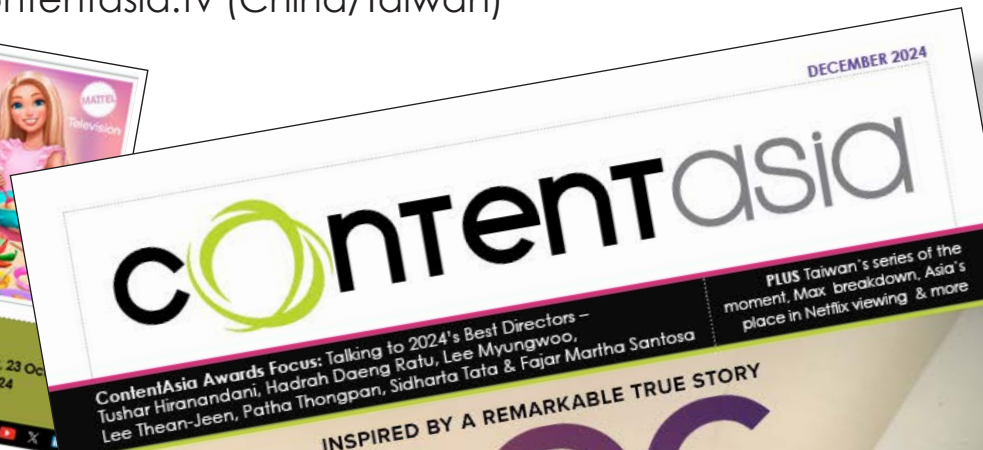 (China/Taiwan)
MATTEL
Television
DECEMBER 2024
contentasia
ContentAsia Awards Focus: Talking to 2024's Best Directors –
Tushar Hiranandani, Hadrah Daeng Ratu, Lee Myungwoo,
Lee Thean-Jeen, Patha Thongpan, Sidharta Tata & Fajar Martha Santosa
PLUS Taiwan's series of the
moment, Max breakdown, Asia's
place in Netflix viewing & more
23 Oc
24
INSPIRED BY A REMARKABLE TRUE STORY